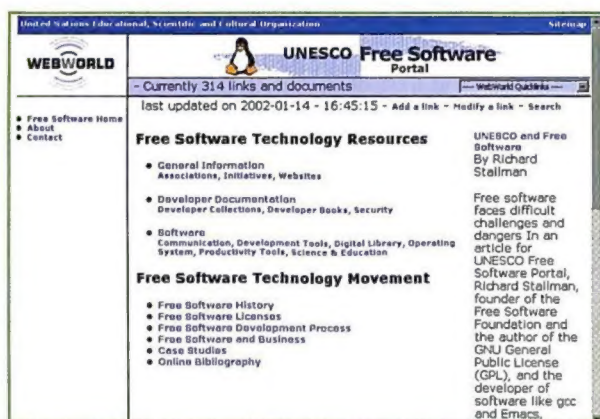 United Nations Educational, Scientific and Cultural Organization Sitemap
WEBWORLD
UNESCO Free Software
Portal
- Currently 314 links and documents
WebWorld Quicklinks
last updated on 2002-01-14 - 16:45:15 - Add a link - Modify a link - Search
Free Software Home
About
Contact
Free Software Technology Resources
General Information
Associations, Initiatives, Websites
Developer Documentation
Developer Collections, Developer Books, Security
Software
Communication, Development Tools, Digital Library, Operating
System, Productivity Tools, Science & Education
Free Software Technology Movement
Free Software History
Free Software Licenses
Free Software Development Process
Free Software and Business
Case Studies
Online Bibliography
UNESCO and Free
Software
By Richard
Stallman
Free software
faces difficult
challenges and
dangers In an
article for
UNESCO Free
Software Portal,
Richard Stallman,
founder of the
Free Software
Foundation and
the author of the
GNU General
Public License
(GPL), and the
developer of
software like gcc
and Emacs,